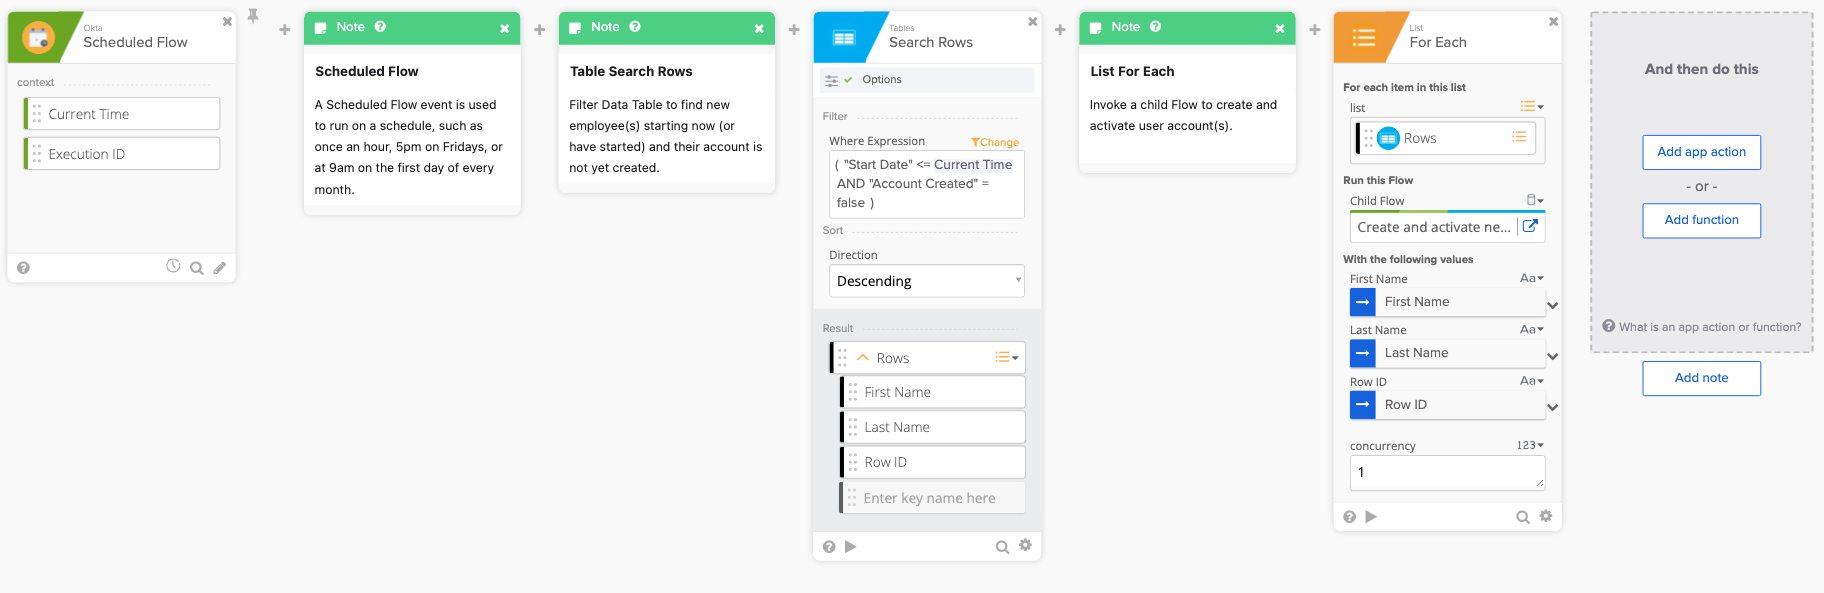 Okta
Scheduled Flow
context
Current Time
Execution ID
Note
Scheduled Flow
A Scheduled Flow event is used
to run on a schedule, such as
once an hour, 5pm on Fridays, or
at 9am on the first day of every
month.
Note
Table Search Rows
Filter Data Table to find new
employee(s) starting now (or
have started) and their account is
not yet created.
Tables
Search Rows
Options
Filter
Where Expression
Change
( "Start Date" <= Current Time
AND "Account Created" =
false )
Sort
Direction
Descending
Result
Rows
First Name
Last Name
Row ID
Enter key name here
Note
List For Each
Invoke a child Flow to create and
activate user account(s).
List
For Each
For each item in this list
list
Rows
Run this Flow
Child Flow
Create and activate ne...
With the following values
First Name Aa
First Name
Last Name Aa
Last Name
Row ID Aa
Row ID
concurrency 123
1
And then do this
Add app action
- or -
Add function
What is an app action or function?
Add note